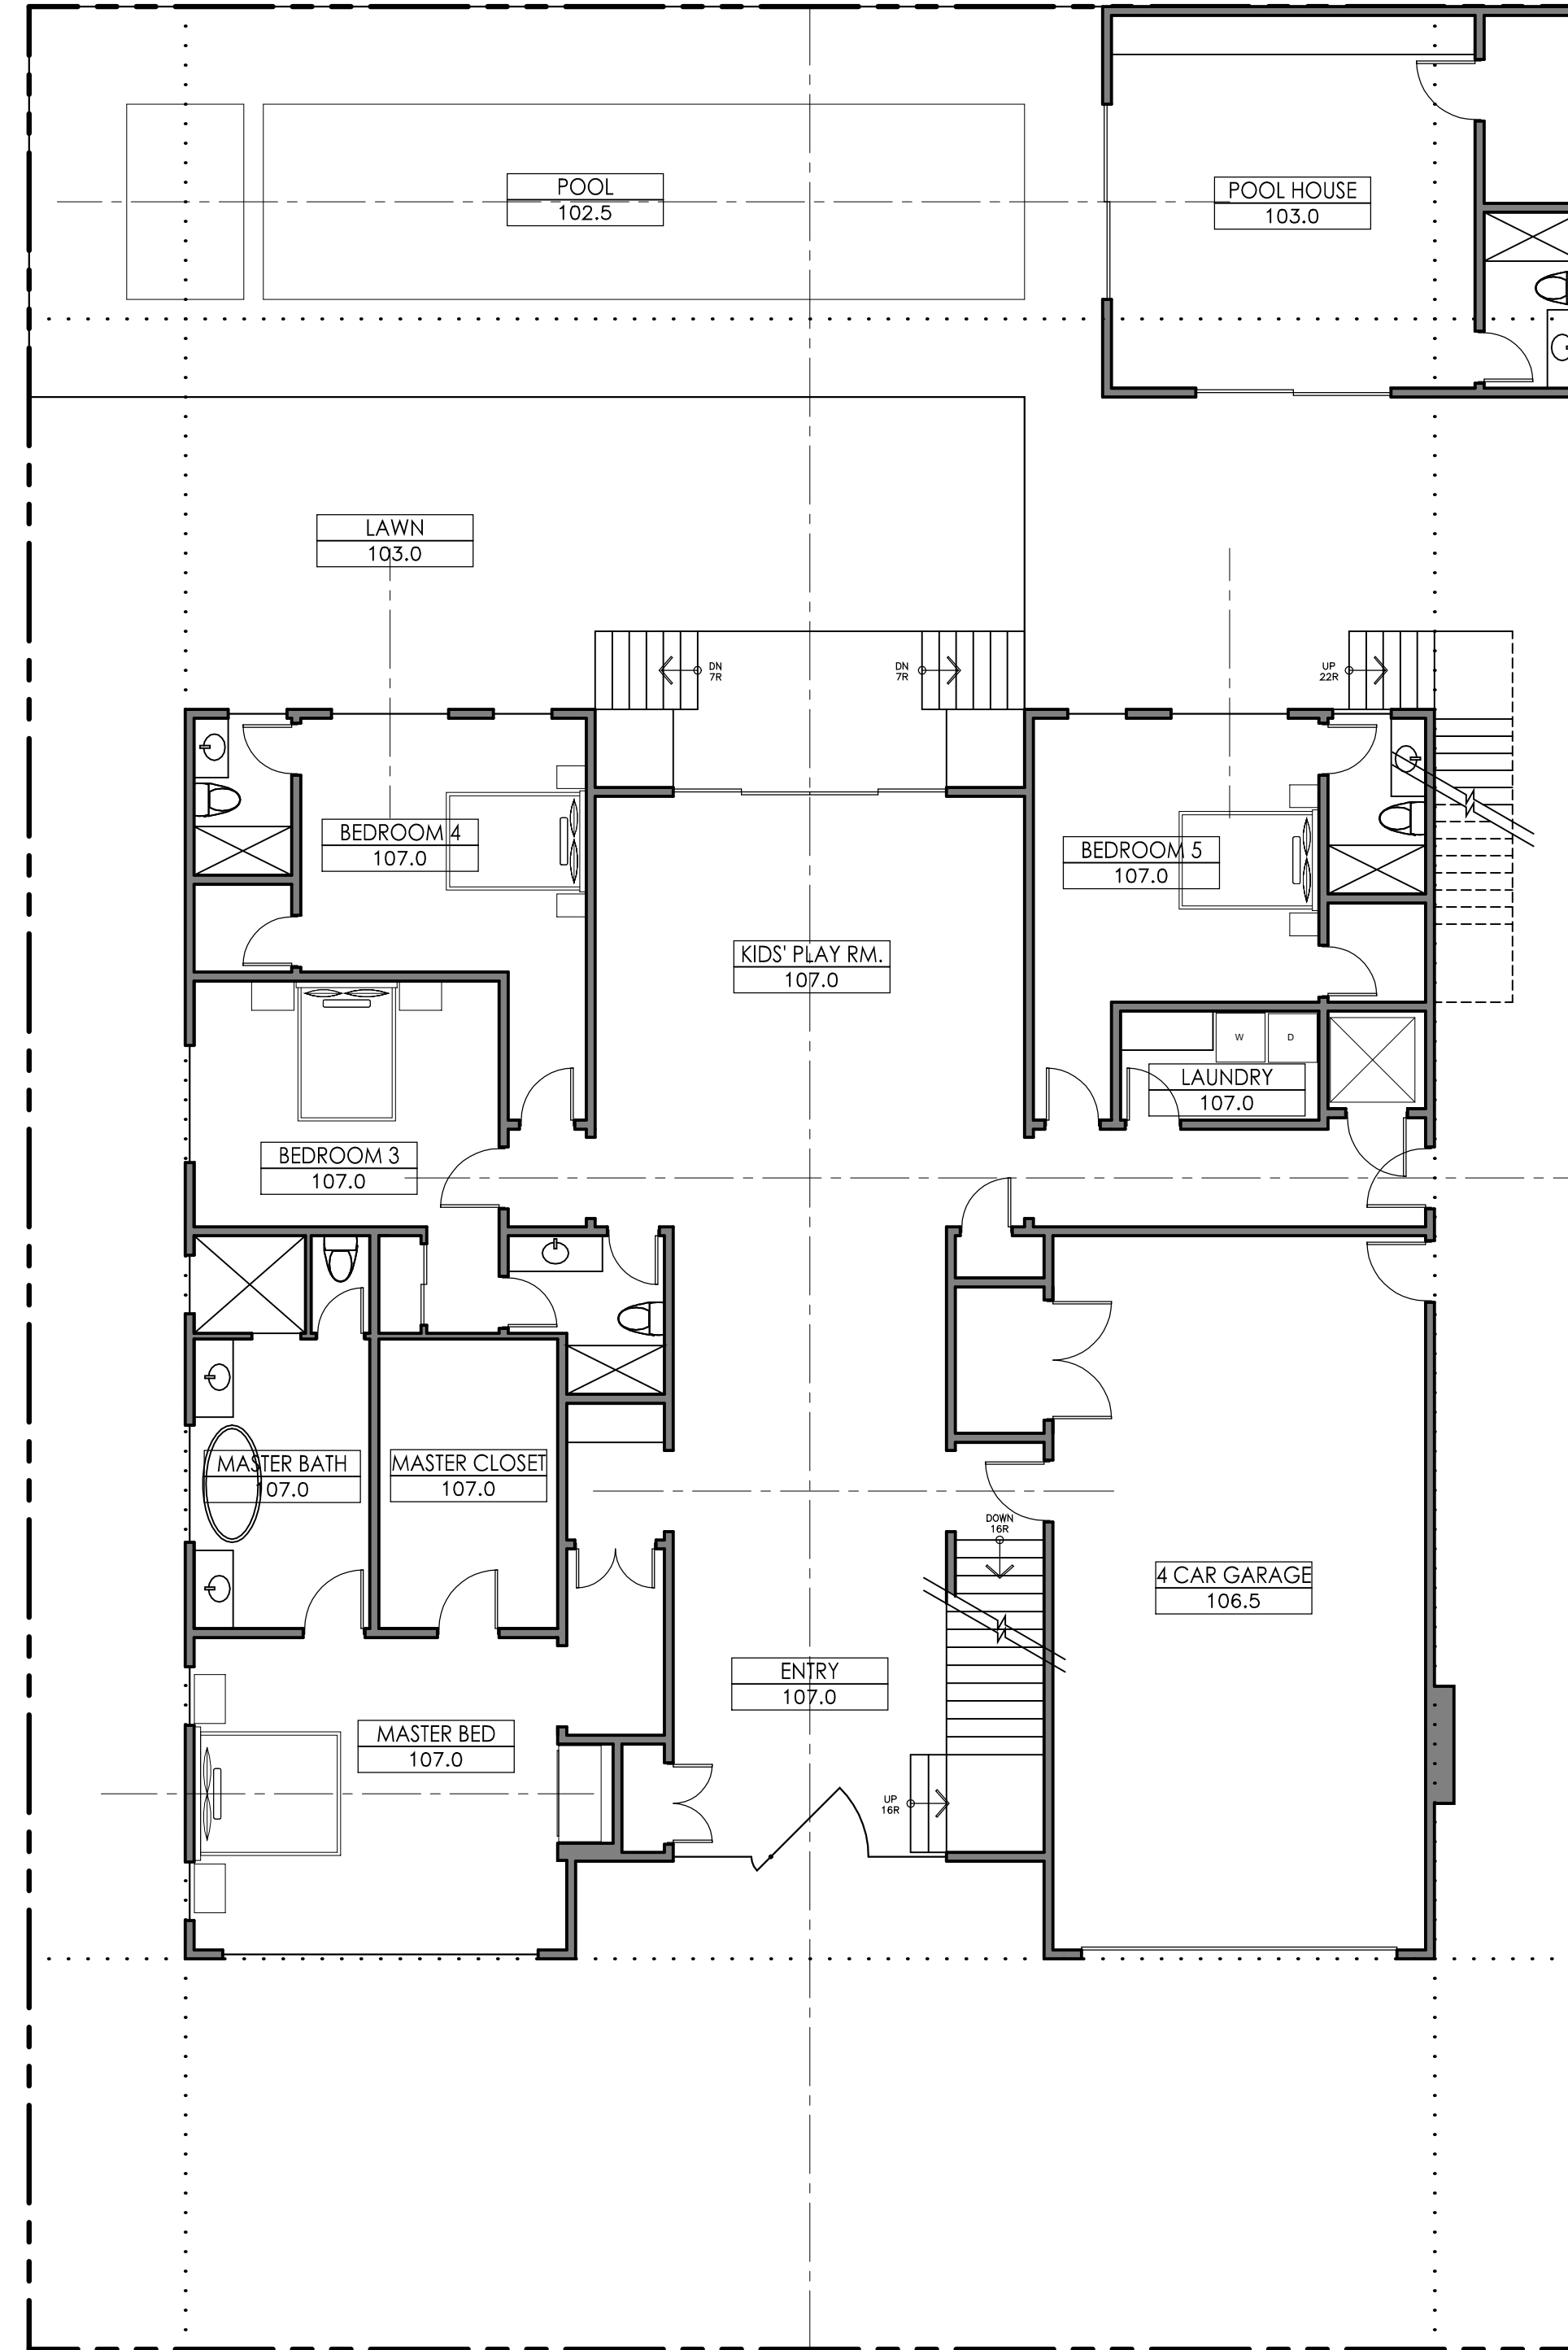 POOL
102.5
POOL HOUSE
103.0
LAWN
103.0
DN
7R
DN
7R
UP
22R
BEDROOM 4
107.0
BEDROOM 5
107.0
KIDS' PLAY RM.
107.0
W
D
LAUNDRY
107.0
BEDROOM 3
107.0
MASTER BATH
107.0
MASTER CLOSET
107.0
DOWN
16R
4 CAR GARAGE
106.5
ENTRY
107.0
MASTER BED
107.0
UP
16R